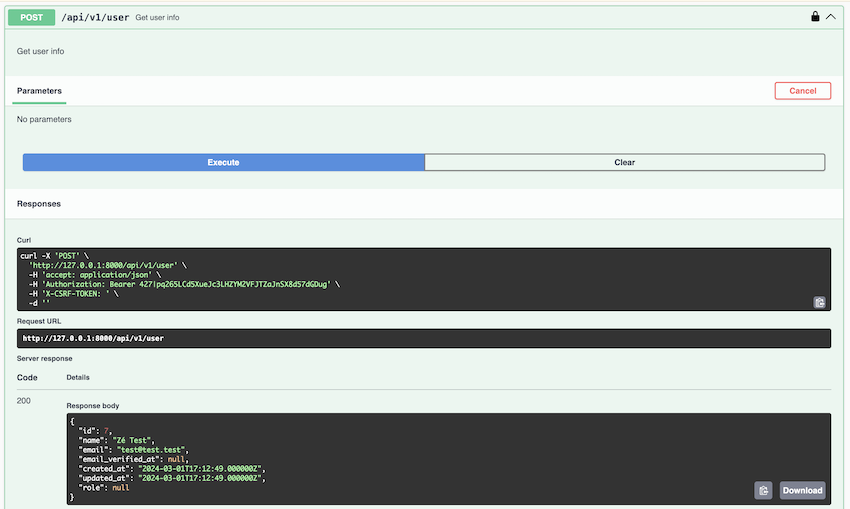 POST /api/v1/user Get user info
Get user info
Parameters
Cancel
No parameters
Execute
Clear
Responses
Curl
curl -X 'POST' \
'http://127.0.0.1:8000/api/v1/user' \
-H 'accept: application/json' \
-H 'Authorization: Bearer 427|pq265LCd5XueJc3LHZYM2VFJTZaJnSX8d57dGDug' \
-H 'X-CSRF-TOKEN: ' \
-d ''
Request URL
http://127.0.0.1:8000/api/v1/user
Server response
Code Details
200
Response body
{
"id": 7,
"name": "Zé Test",
"email": "test@test.test",
"email_verified_at": null,
"created_at": "2024-03-01T17:12:49.000000Z",
"updated_at": "2024-03-01T17:12:49.000000Z",
"role": null
}
Download